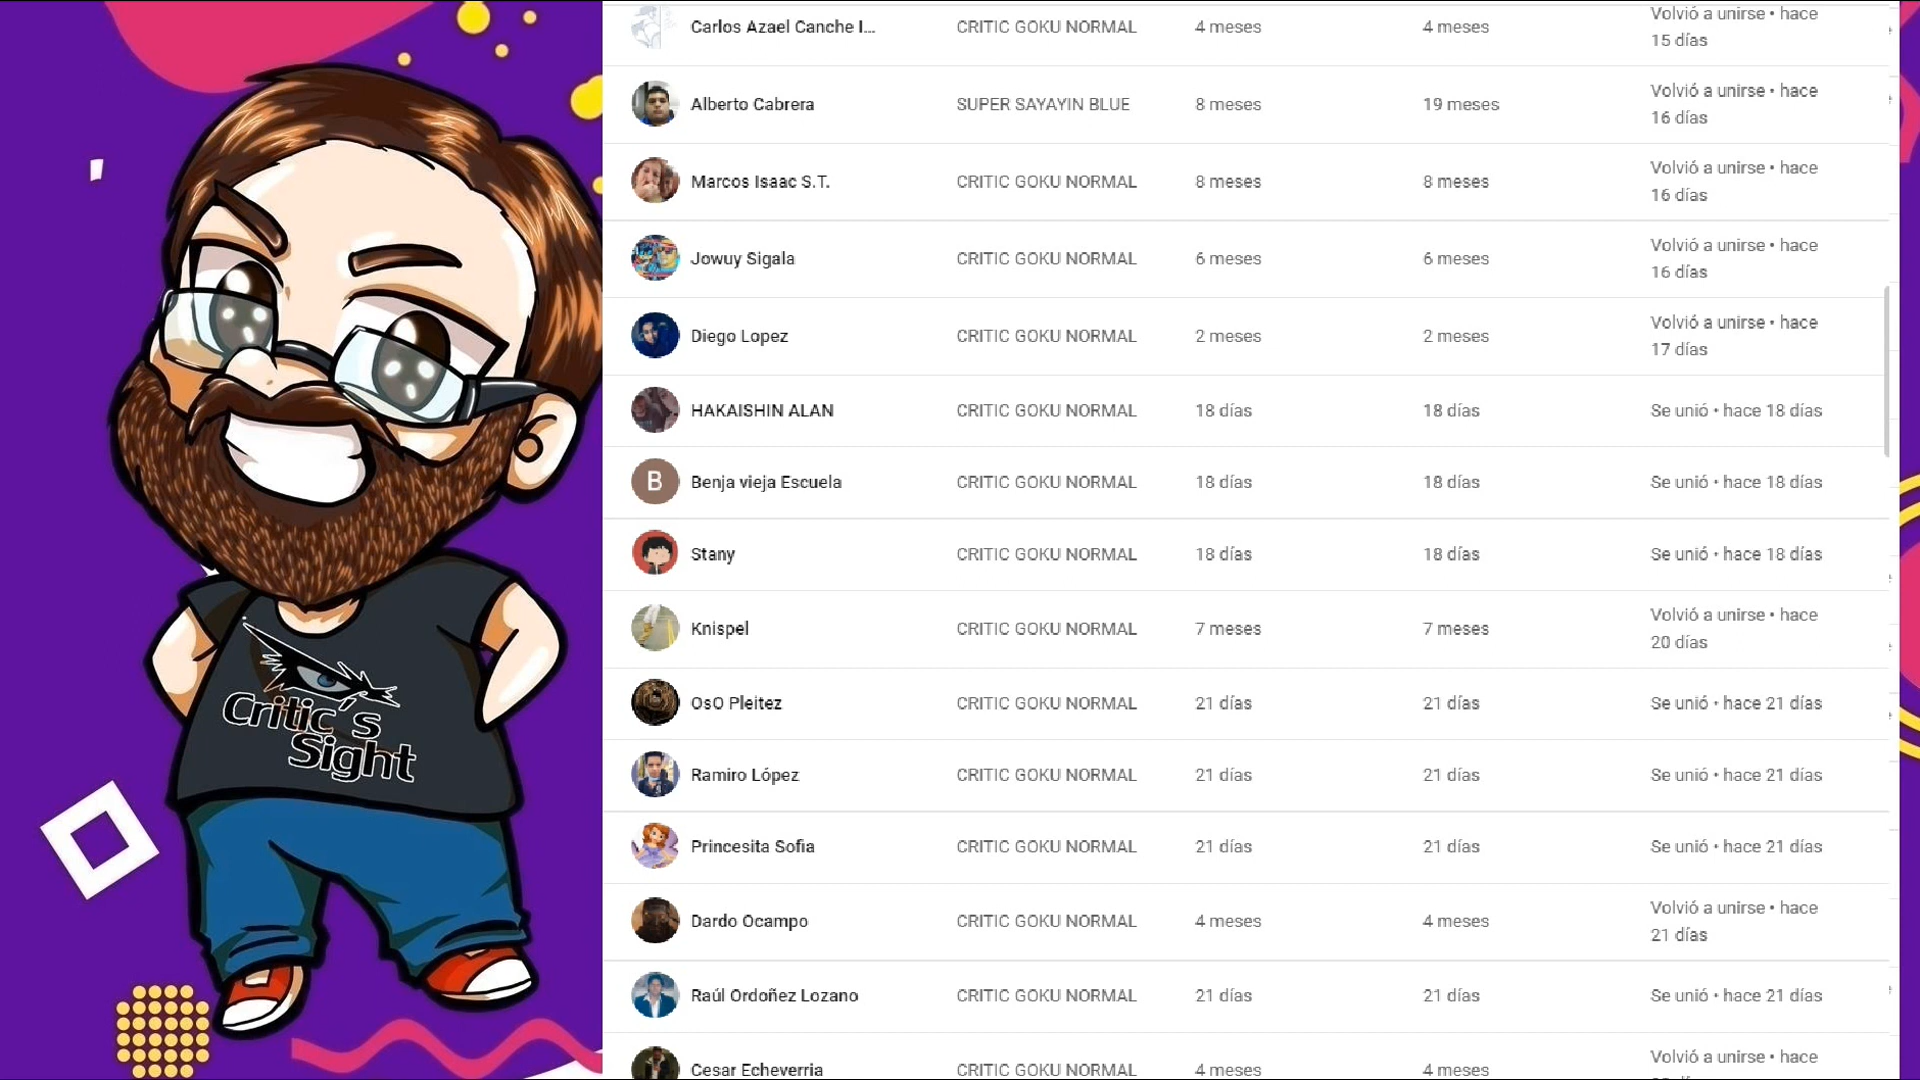 Carlos Azael Canche I... CRITIC GOKU NORMAL 4 meses 4 meses Volvió a unirse • hace
15 días
Alberto Cabrera SUPER SAYAYIN BLUE 8 meses 19 meses Volvió a unirse • hace
16 días
Marcos Isaac S.T. CRITIC GOKU NORMAL 8 meses 8 meses Volvió a unirse • hace
16 días
Jowuy Sigala CRITIC GOKU NORMAL 6 meses 6 meses Volvió a unirse • hace
16 días
Diego Lopez CRITIC GOKU NORMAL 2 meses 2 meses Volvió a unirse • hace
17 días
HAKAISHIN ALAN CRITIC GOKU NORMAL 18 días 18 días Se unió • hace 18 días
B Benja vieja Escuela CRITIC GOKU NORMAL 18 días 18 días Se unió • hace 18 días
Stany CRITIC GOKU NORMAL 18 días 18 días Se unió • hace 18 días
Knispel CRITIC GOKU NORMAL 7 meses 7 meses Volvió a unirse • hace
20 días
OsO Pleitez CRITIC GOKU NORMAL 21 días 21 días Se unió • hace 21 días
Ramiro López CRITIC GOKU NORMAL 21 días 21 días Se unió • hace 21 días
Princesita Sofia CRITIC GOKU NORMAL 21 días 21 días Se unió • hace 21 días
Dardo Ocampo CRITIC GOKU NORMAL 4 meses 4 meses Volvió a unirse • hace
21 días
Raúl Ordoñez Lozano CRITIC GOKU NORMAL 21 días 21 días Se unió • hace 21 días
Cesar Echeverria CRITIC GOKU NORMAL 4 meses 4 meses Volvió a unirse • hace
Critic's
Sight